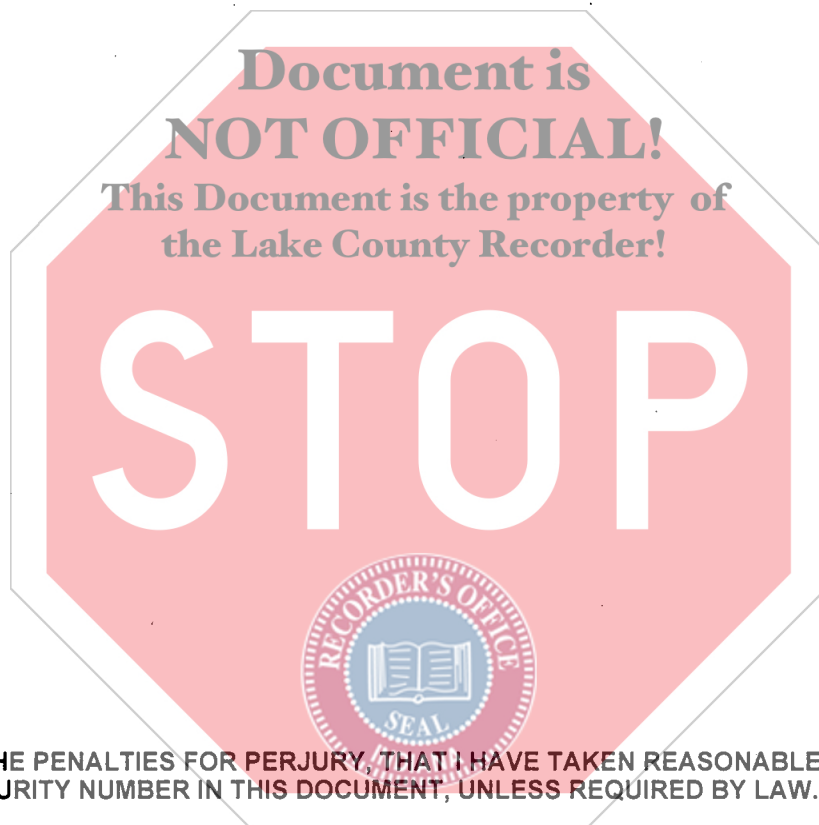 Document is
NOT OFFICIAL!
This Document is the property of
the Lake County Recorder!
STOP
RECORDER'S OFFICE
SEAL
HE PENALTIES FOR PERJURY, THAT I HAVE TAKEN REASONABLE
URITY NUMBER IN THIS DOCUMENT, UNLESS REQUIRED BY LAW.